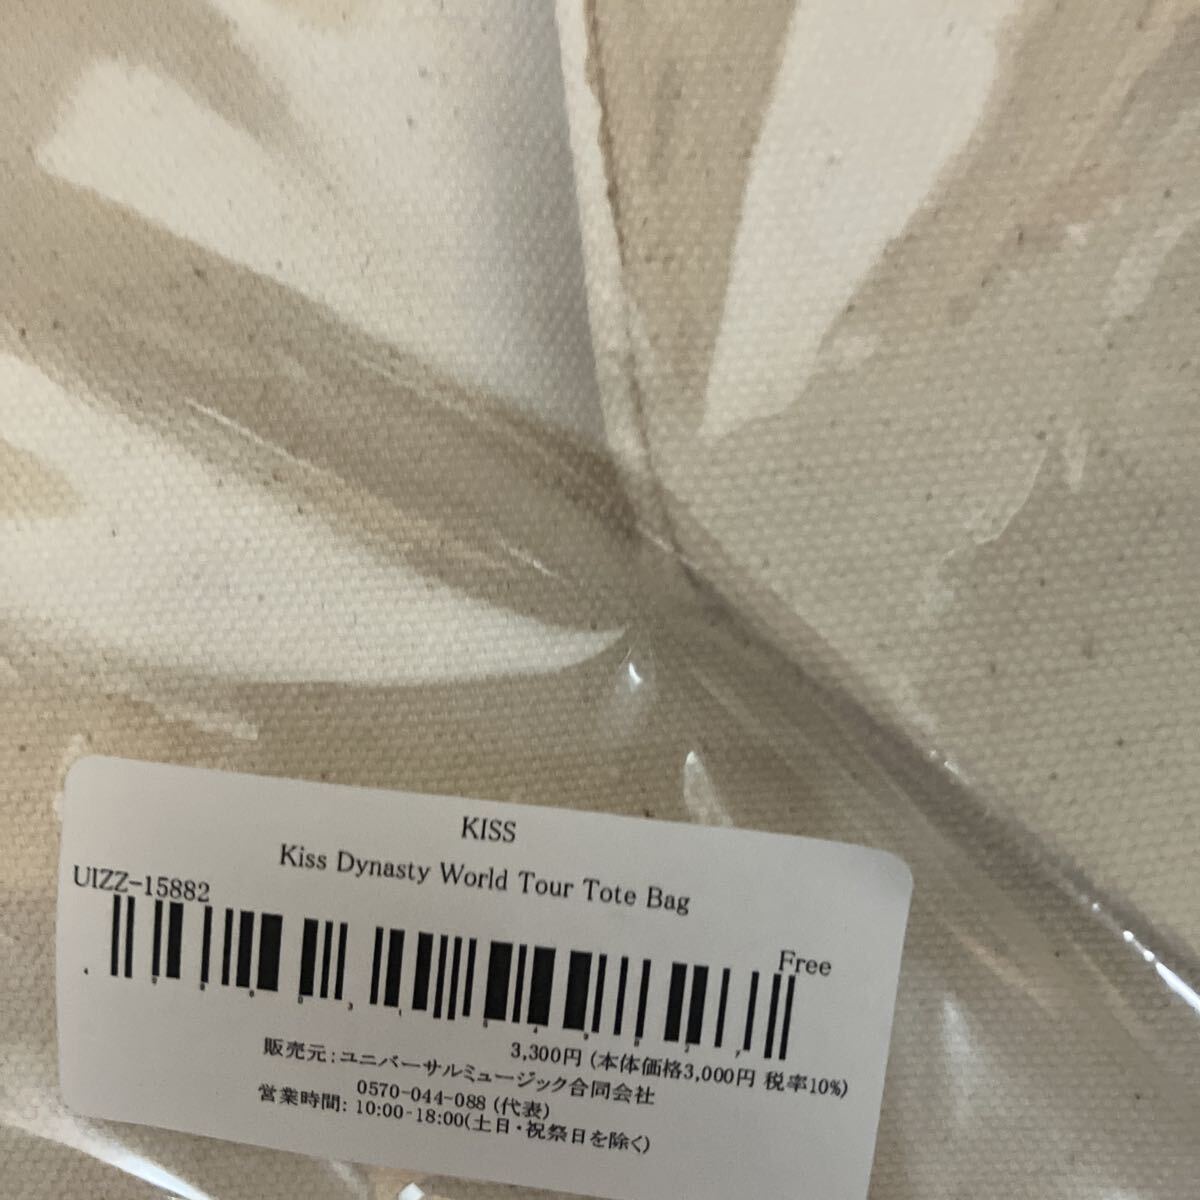 KISS
Kiss Dynasty World Tour Tote Bag
UIZZ-15882
Free
3,300円 (本体価格3,000円 税率10%)
販売元：ユニバーサルミュージック合同会社
0570-044-088 (代表)
営業時間: 10:00-18:00(土日・祝祭日を除く)